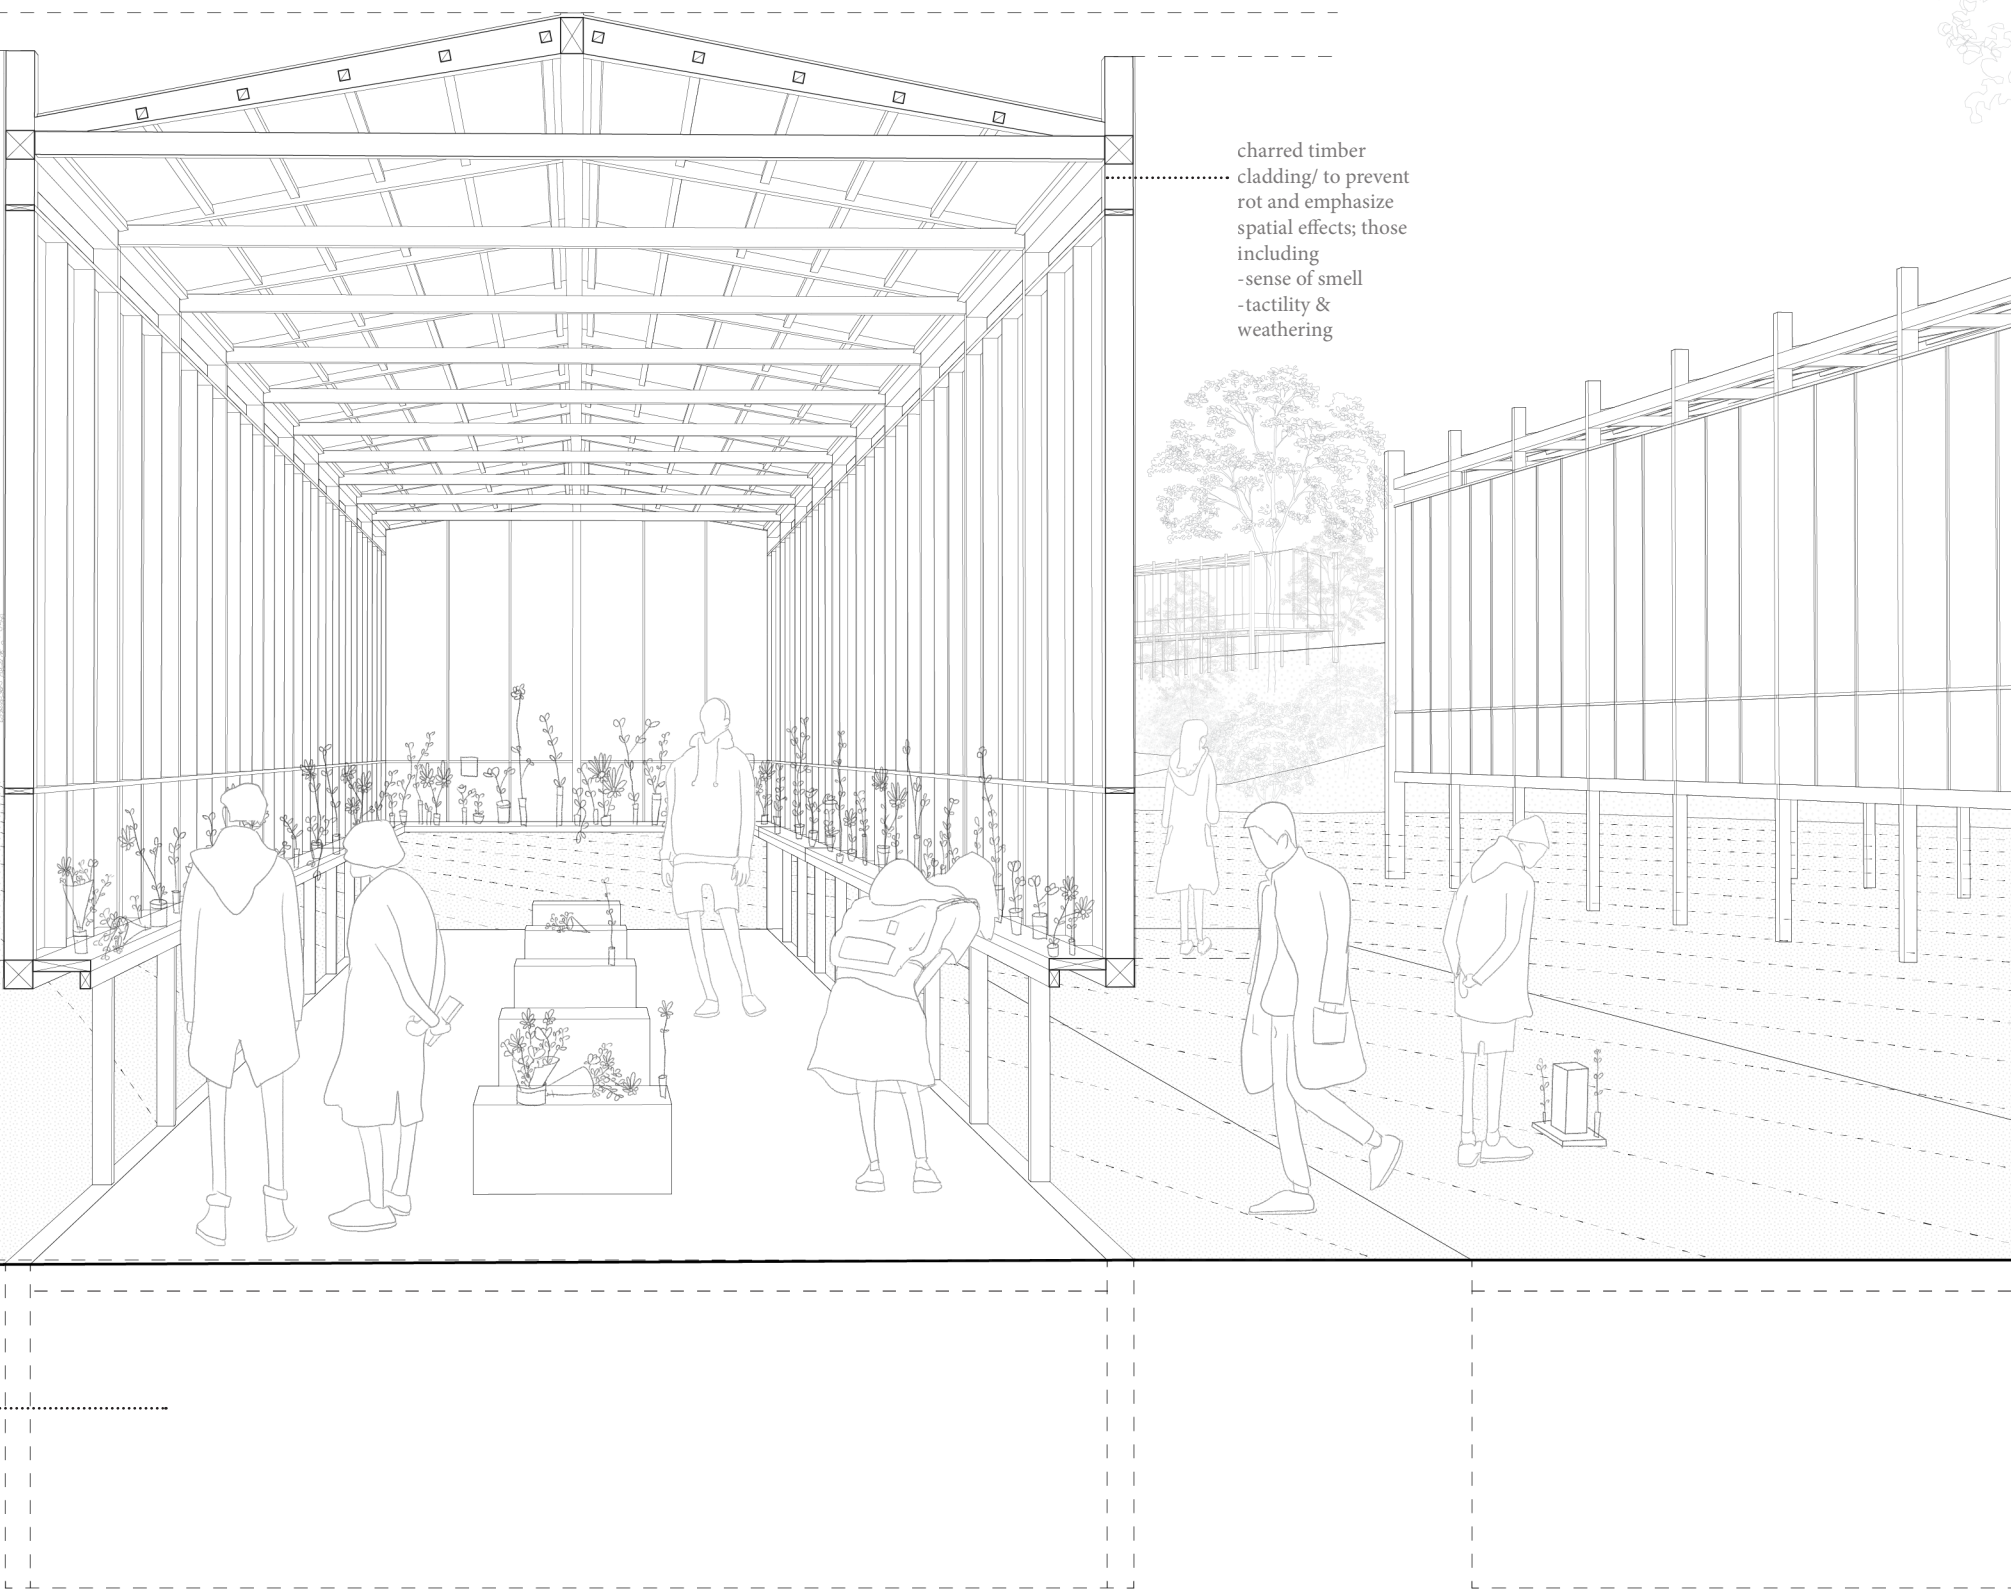 charred timber
cladding/ to prevent
rot and emphasize
spatial effects; those
including
-sense of smell
-tactility &
weathering